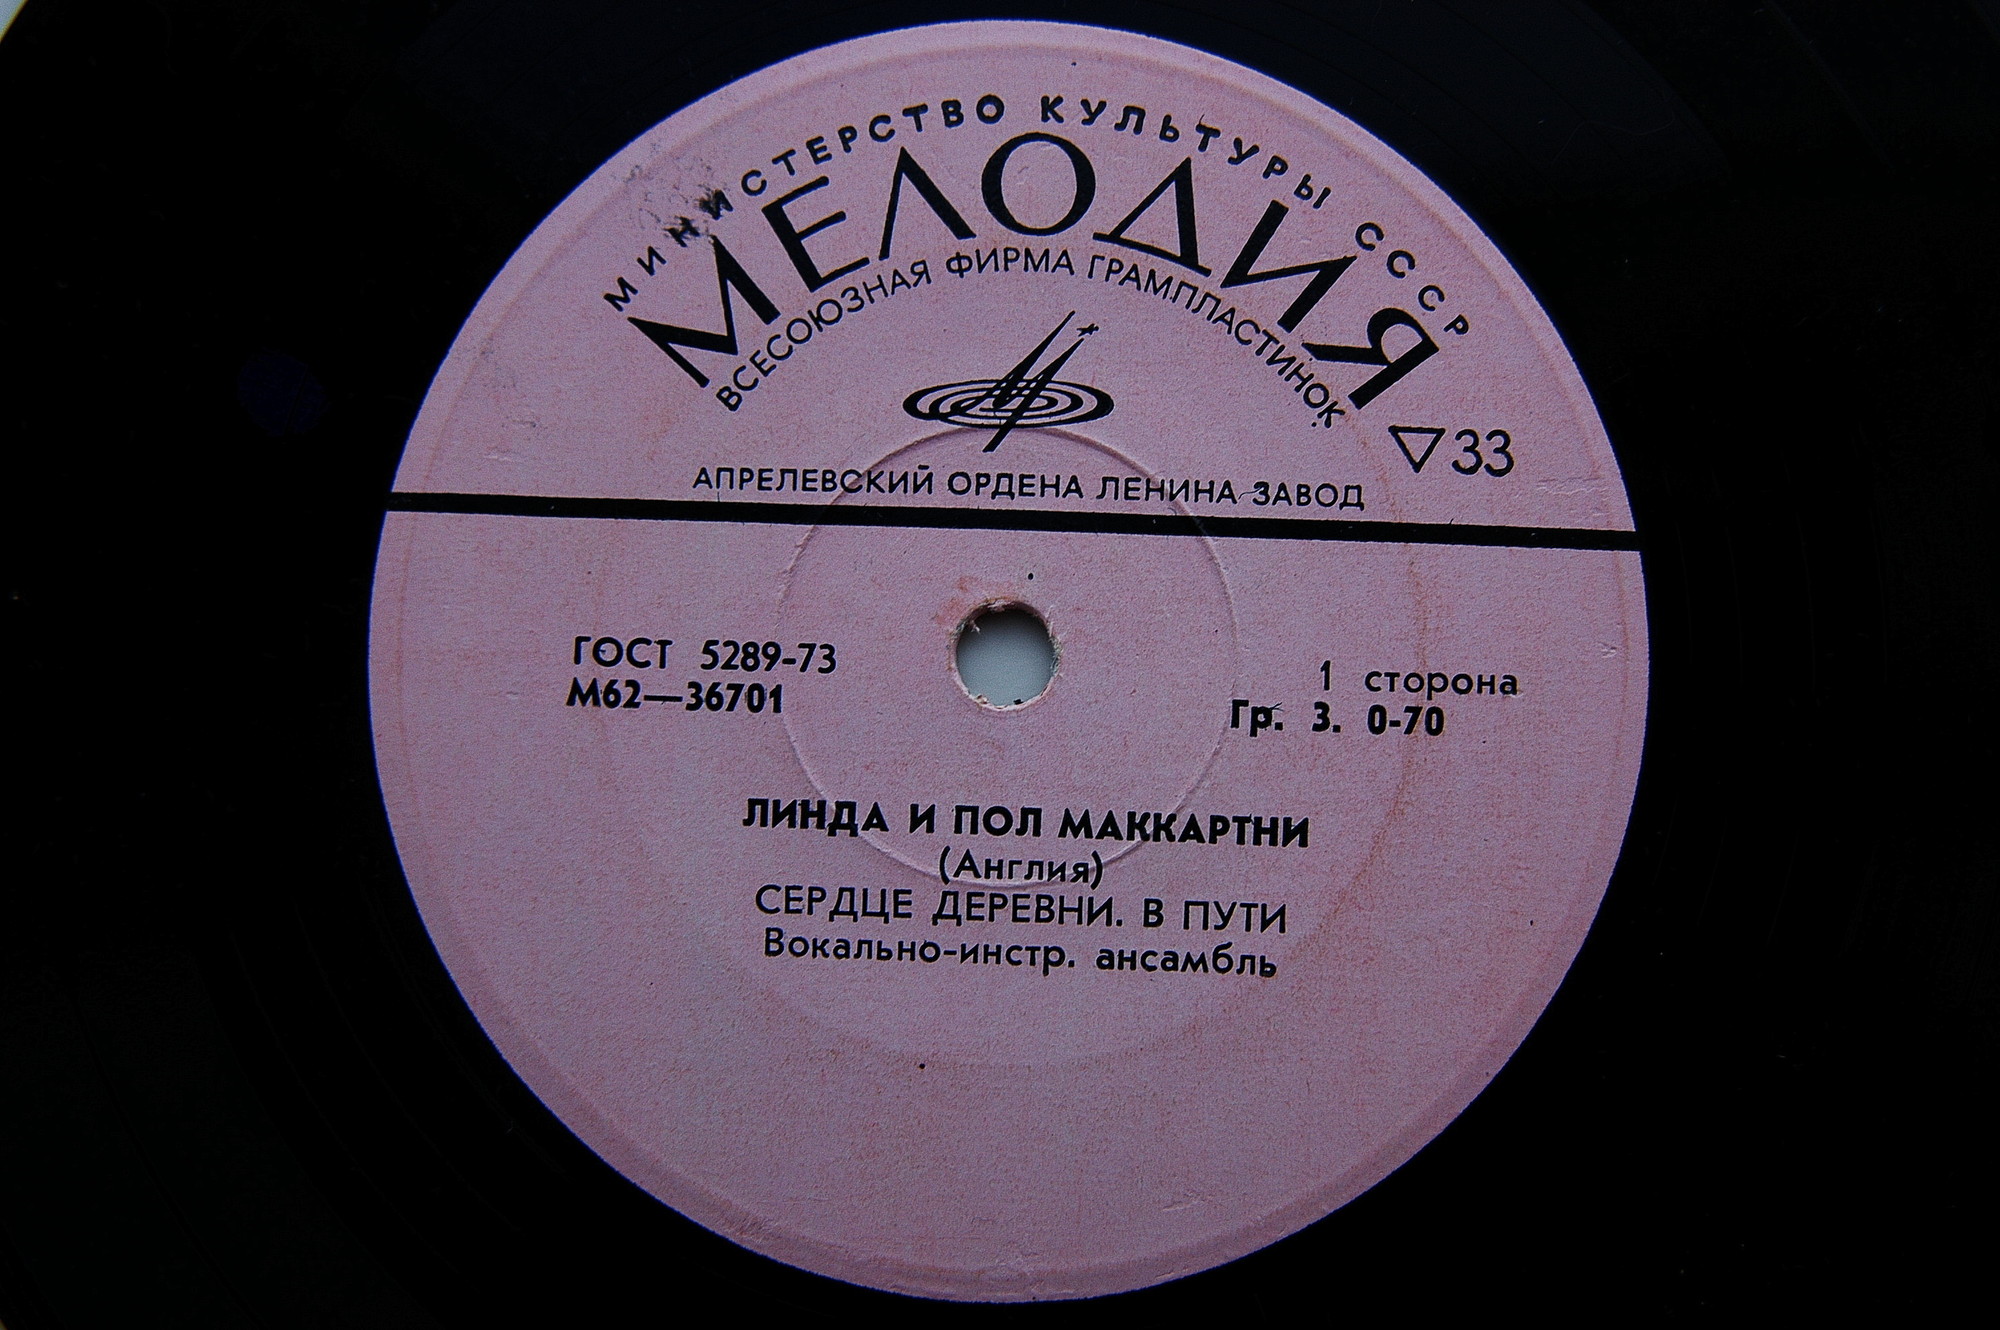 МИНИСТЕРСТВО КУЛЬТУРЫ СССР
МЕЛОДИЯ
ВСЕСОЮЗНАЯ ФИРМА ГРАМПЛАСТИНОК
33
АПРЕЛЕВСКИЙ ОРДЕНА ЛЕНИНА ЗАВОД
ГОСТ 5289-73
М62—36701
1 сторона
Гр. 3. 0-70
ЛИНДА И ПОЛ МАККАРТНИ
(Англия)
СЕРДЦЕ ДЕРЕВНИ. В ПУТИ
Вокально-инстр. ансамбль